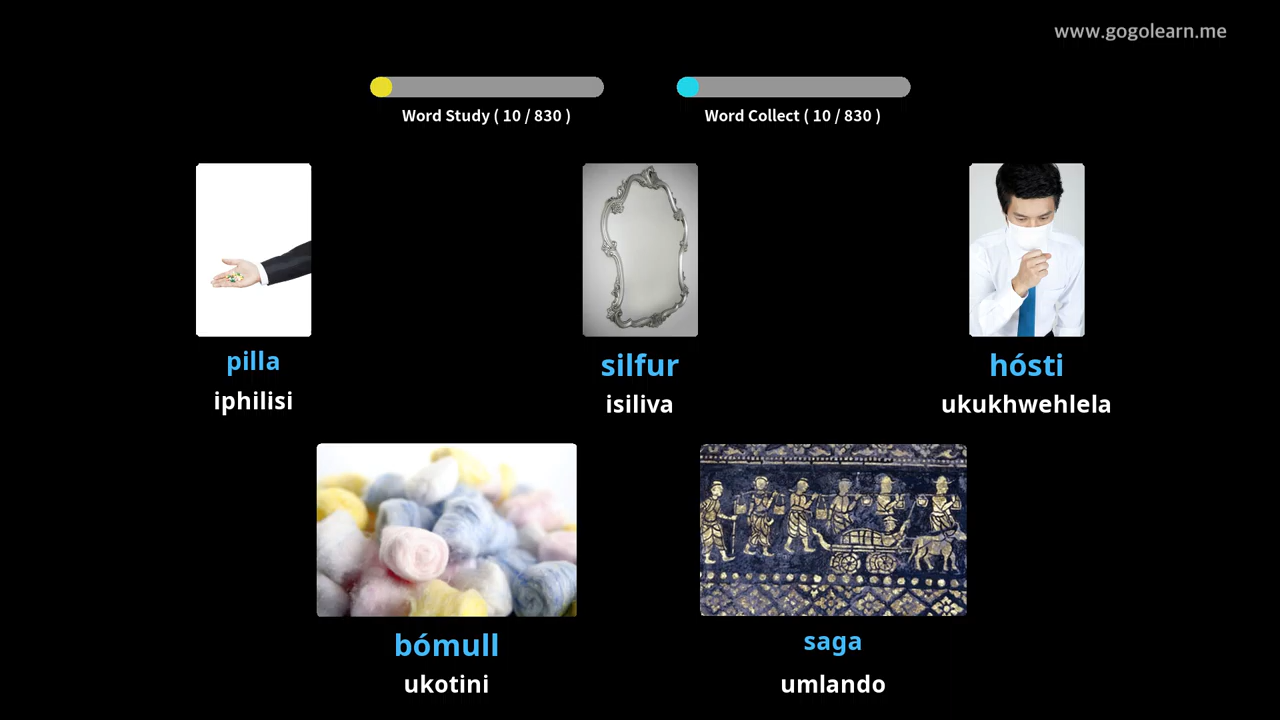 www.gogolearn.me
Word Study ( 10 / 830 )
Word Collect ( 10 / 830 )
pilla
iphilisi
silfur
isiliva
hósti
ukukhwehlela
bómull
ukotini
saga
umlando